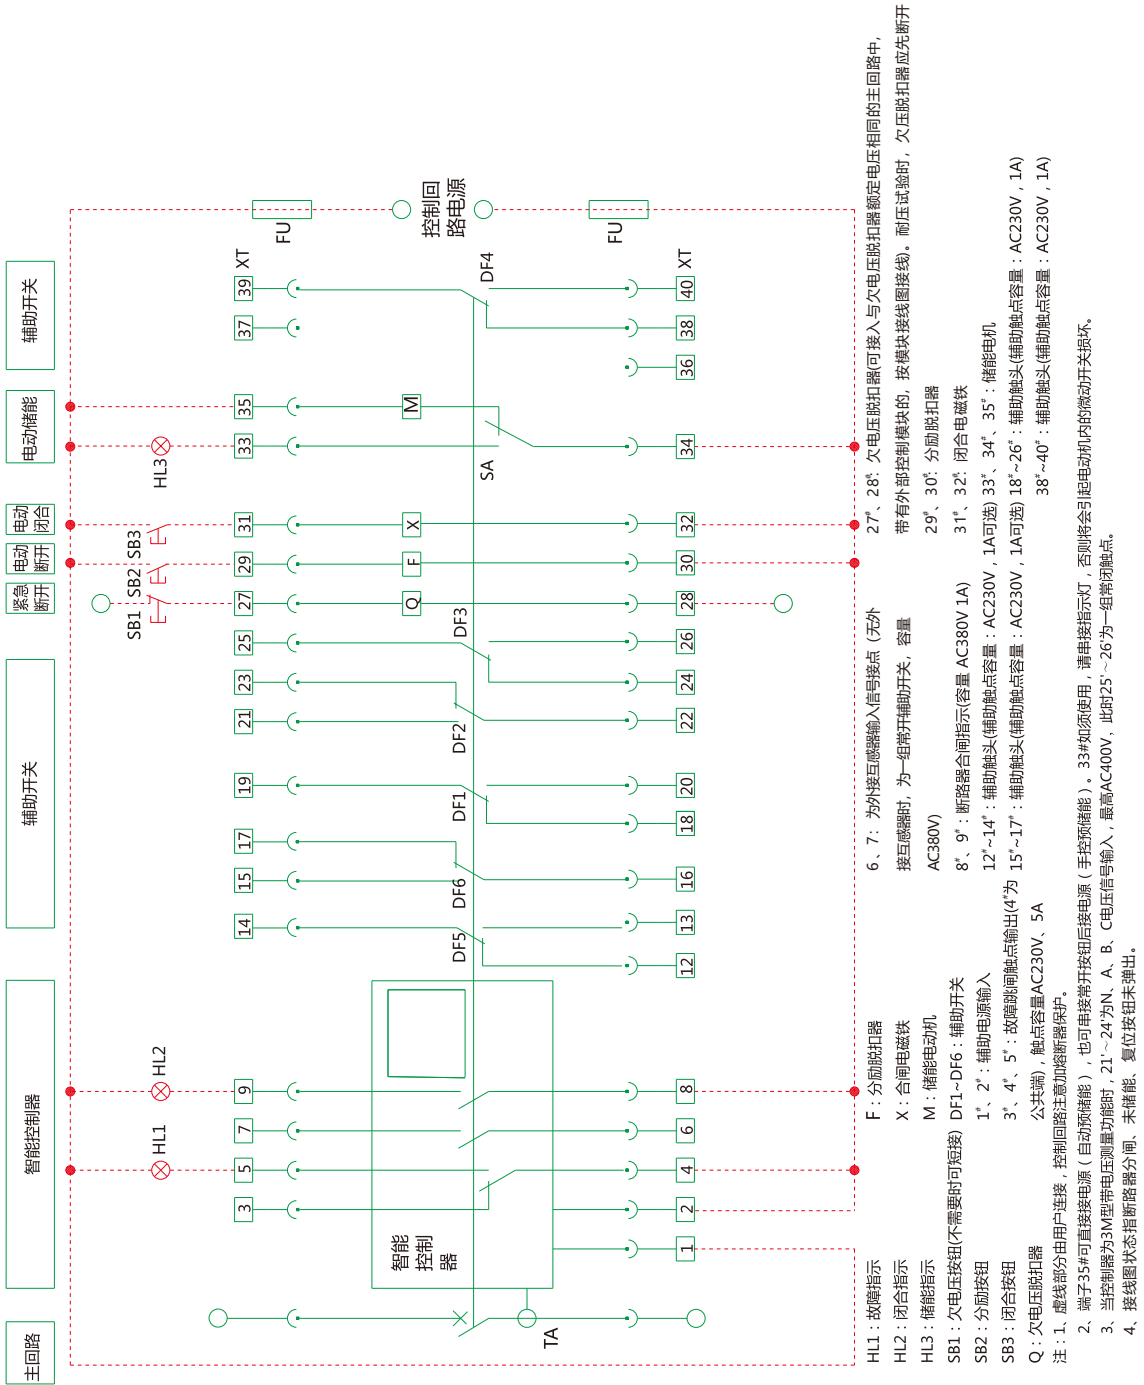 主回路
智能控制器
辅助开关
紧急
断开
电动
断开
电动
闭合
电动储能
辅助开关
HL1
HL2
SB1
SB2
SB3
HL3
3
5
7
9
14
15
17
19
21
23
25
27
29
31
33
35
37
39
XT
FU
智能
控制
器
Q
F
X
M
控制回
路电源
DF5
DF6
DF1
DF2
DF3
SA
DF4
TA
FU
1
2
4
6
8
12
13
16
18
20
22
24
26
28
30
32
34
36
38
40
XT
HL1：故障指示
HL2：闭合指示
HL3：储能指示
SB1：欠电压按钮(不需要时可短接)
SB2：分励按钮
SB3：闭合按钮
Q：欠电压脱扣器
F：分励脱扣器
X：合闸电磁铁
M：储能电动机
DF1~DF6：辅助开关
1#、2#：辅助电源输入
3#、4#、5#：故障跳闸触点输出(4#为
公共端)，触点容量AC230V、5A
6、7：为外接互感器输入信号接点（无外
接互感器时，为一组常开辅助开关，容量
AC380V)
8#、9#：断路器合闸指示(容量 AC380V 1A)
12#~14#：辅助触头(辅助触点容量：AC230V，1A可选)
15#~17#：辅助触头(辅助触点容量：AC230V，1A可选)
27#、28#：欠电压脱扣器(可接入与欠电压脱扣器额定电压相同的主回路中，
带有外部控制模块的，按模块接线图接线)。耐压试验时，欠压脱扣器应先断开
29#、30#：分励脱扣器
31#、32#：闭合电磁铁
33#、34#、35#：储能电机
18#~26#：辅助触头(辅助触点容量：AC230V，1A)
38#~40#：辅助触头(辅助触点容量：AC230V，1A)
注：1、虚线部分由用户连接，控制回路注意加熔断器保护。
2、端子35#可直接接电源（自动预储能），也可串接常开按钮后接电源（手控预储能）。33#如须使用，请串接指示灯，否则将会引起电动机内的微动开关损坏。
3、当控制器为3M型带电压测量功能时，21'～24'为N、A、B、C电压信号输入，最高AC400V，此时25'～26'为一组常闭触点。
4、接线图状态指断路器分闸、未储能、复位按钮未弹出。